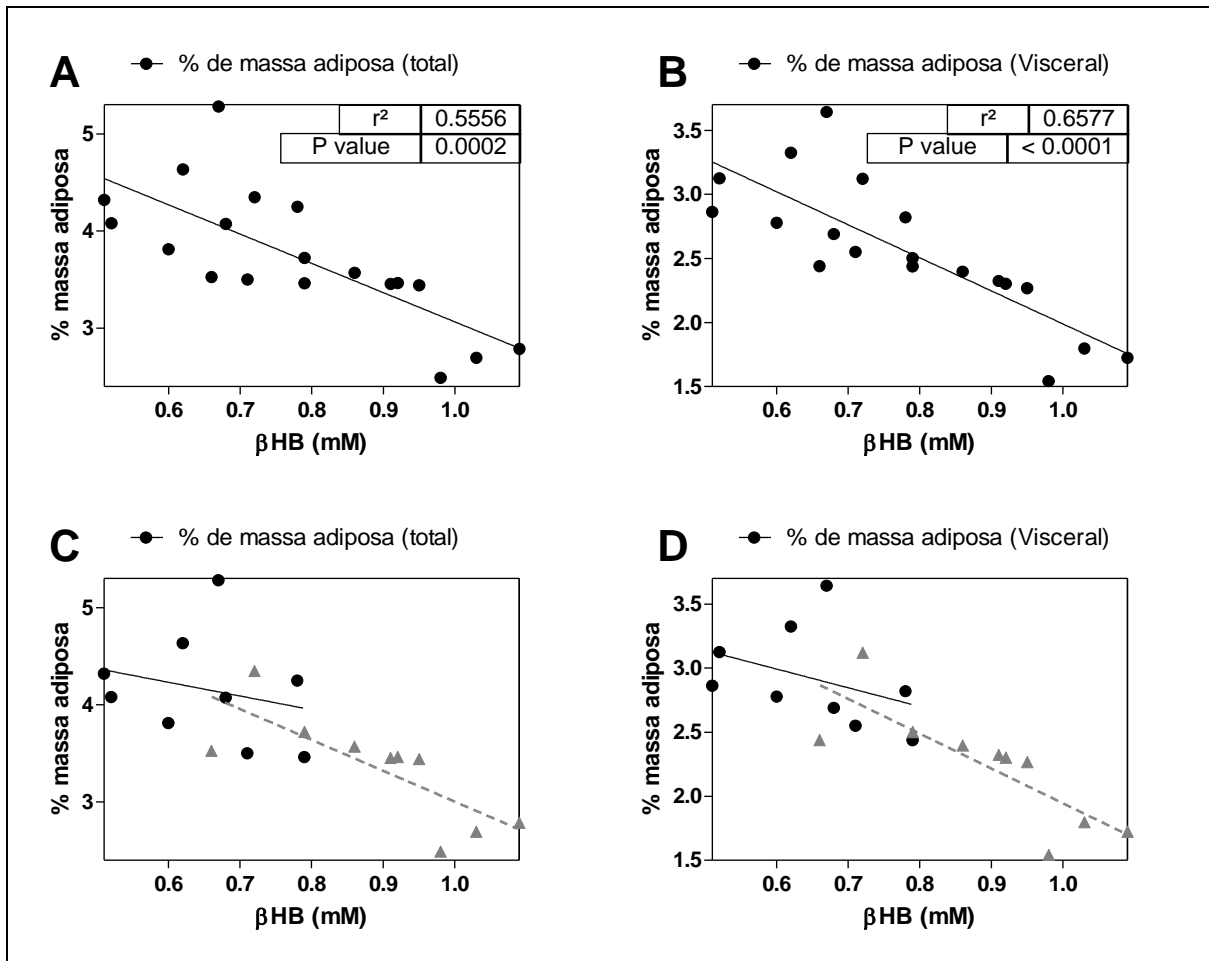 A
% de massa adiposa (total)
r² 0.5556
P value 0.0002
% massa adiposa
5
4
3
0.6 0.7 0.8 0.9 1.0
βHB (mM)
B
% de massa adiposa (Visceral)
r² 0.6577
P value < 0.0001
% massa adiposa
3.5
3.0
2.5
2.0
1.5
0.6 0.7 0.8 0.9 1.0
βHB (mM)
C
% de massa adiposa (total)
% massa adiposa
5
4
3
0.6 0.7 0.8 0.9 1.0
βHB (mM)
D
% de massa adiposa (Visceral)
% massa adiposa
3.5
3.0
2.5
2.0
1.5
0.6 0.7 0.8 0.9 1.0
βHB (mM)